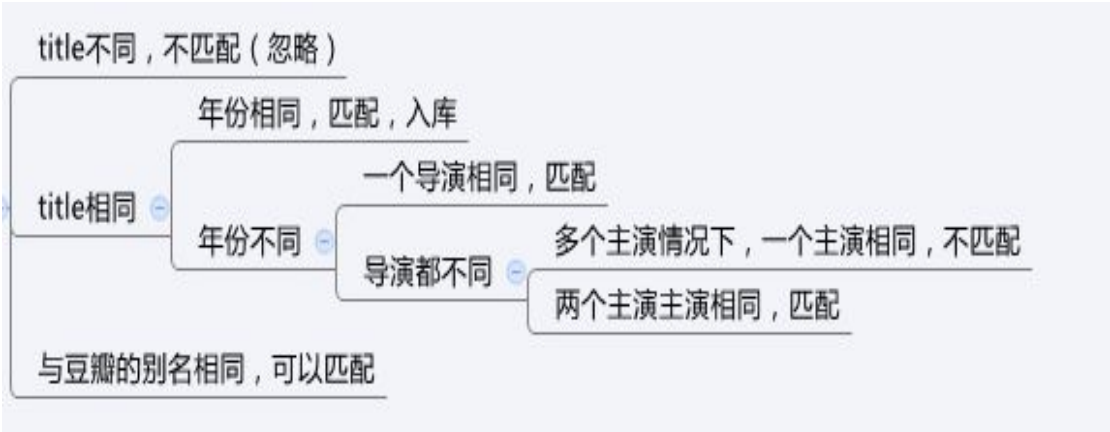 title不同，不匹配（忽略）
年份相同，匹配，入库
一个导演相同，匹配
title相同
年份不同
多个主演情况下，一个主演相同，不匹配
导演都不同
两个主演主演相同，匹配
与豆瓣的别名相同，可以匹配